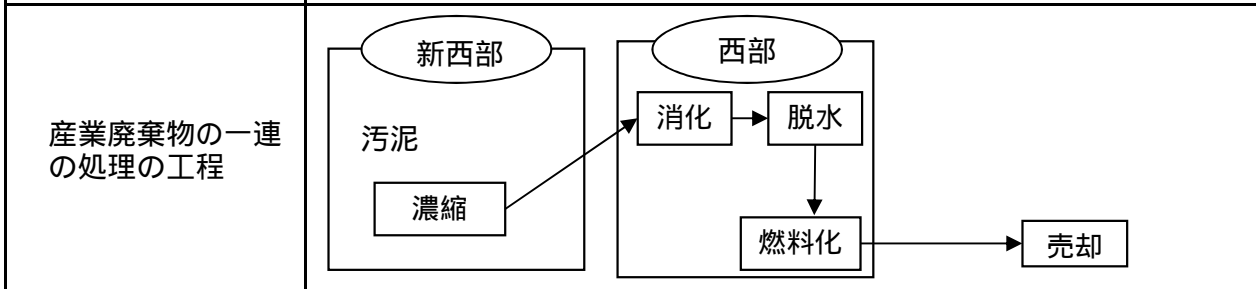 産業廃棄物の一連
の処理の工程
新西部
汚泥
濃縮
西部
消化
脱水
燃料化
売却